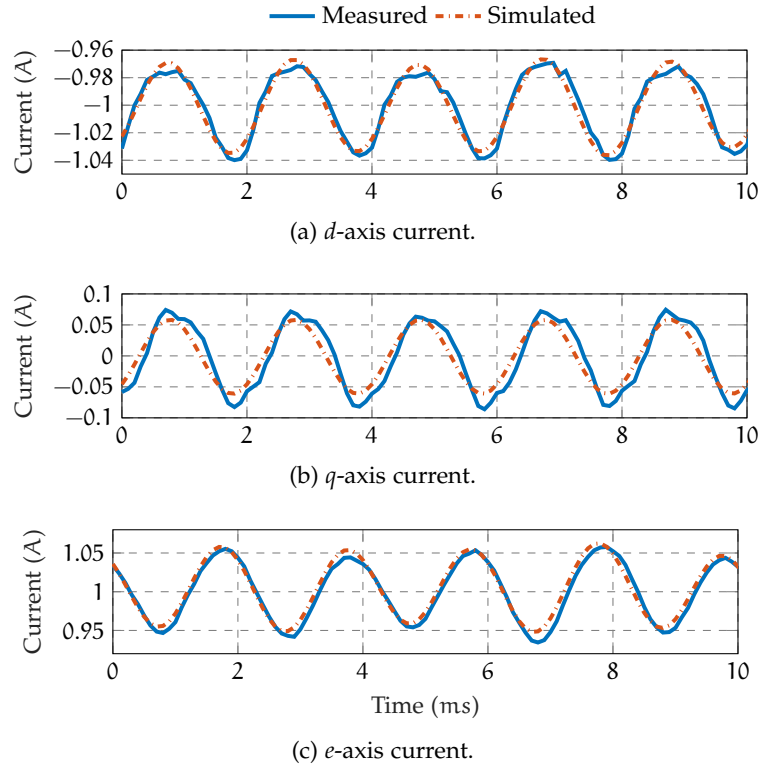 Measured Simulated
−0.96
−0.98
−1
−1.02
−1.04
Current (A)
0 2 4 6 8 10
(a) d-axis current.
0.1
0.05
0
−0.05
−0.1
Current (A)
0 2 4 6 8 10
(b) q-axis current.
1.05
1
0.95
Current (A)
0 2 4 6 8 10
Time (ms)
(c) e-axis current.